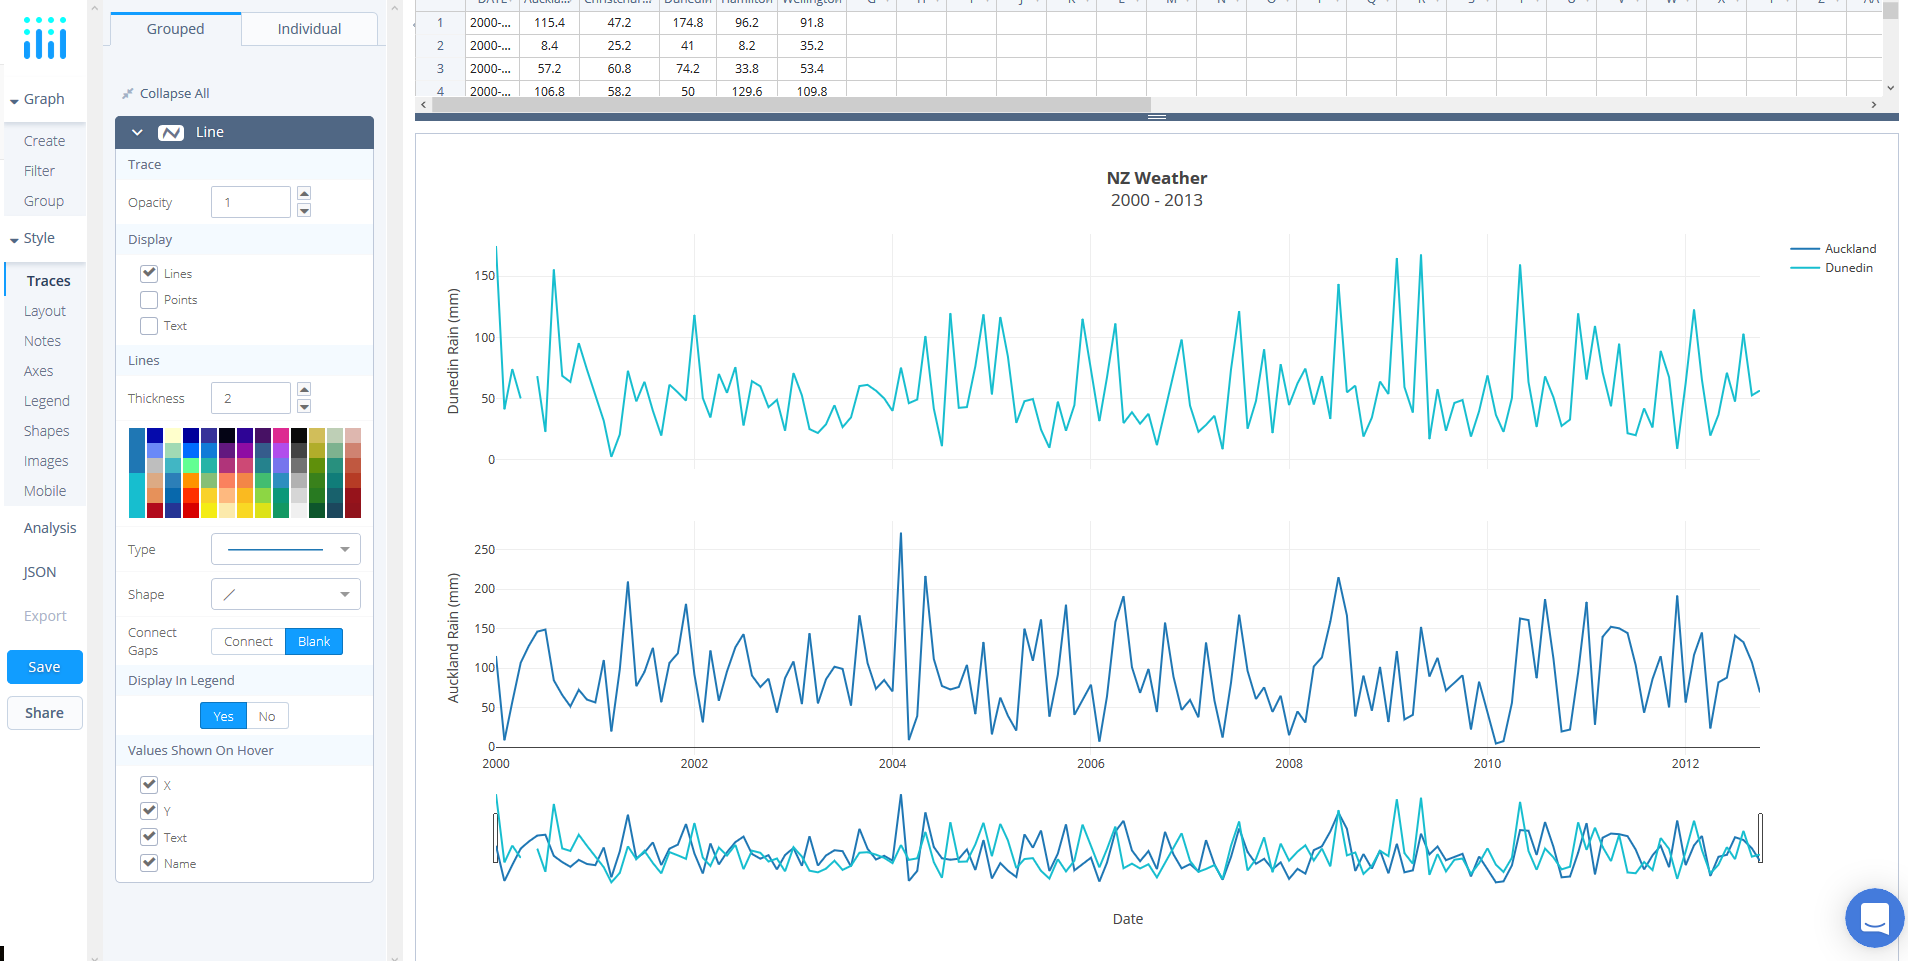 Grouped
Individual
Collapse All
Line
Trace
Opacity
1
Display
Lines
Points
Text
Lines
Thickness
2
Type
Shape
Connect
Gaps
Connect
Blank
Display In Legend
Yes
No
Values Shown On Hover
X
Y
Text
Name
Graph
Create
Filter
Group
Style
Traces
Layout
Notes
Axes
Legend
Shapes
Images
Mobile
Analysis
JSON
Export
Save
Share
1 2000-... 115.4 47.2 174.8 96.2 91.8
2 2000-... 8.4 25.2 41 8.2 35.2
3 2000-... 57.2 60.8 74.2 33.8 53.4
4 2000-... 106.8 58.2 50 129.6 109.8
NZ Weather
2000 - 2013
Auckland
Dunedin
Dunedin Rain (mm)
150
100
50
0
Auckland Rain (mm)
250
200
150
100
50
0
2000
2002
2004
2006
2008
2010
2012
Date